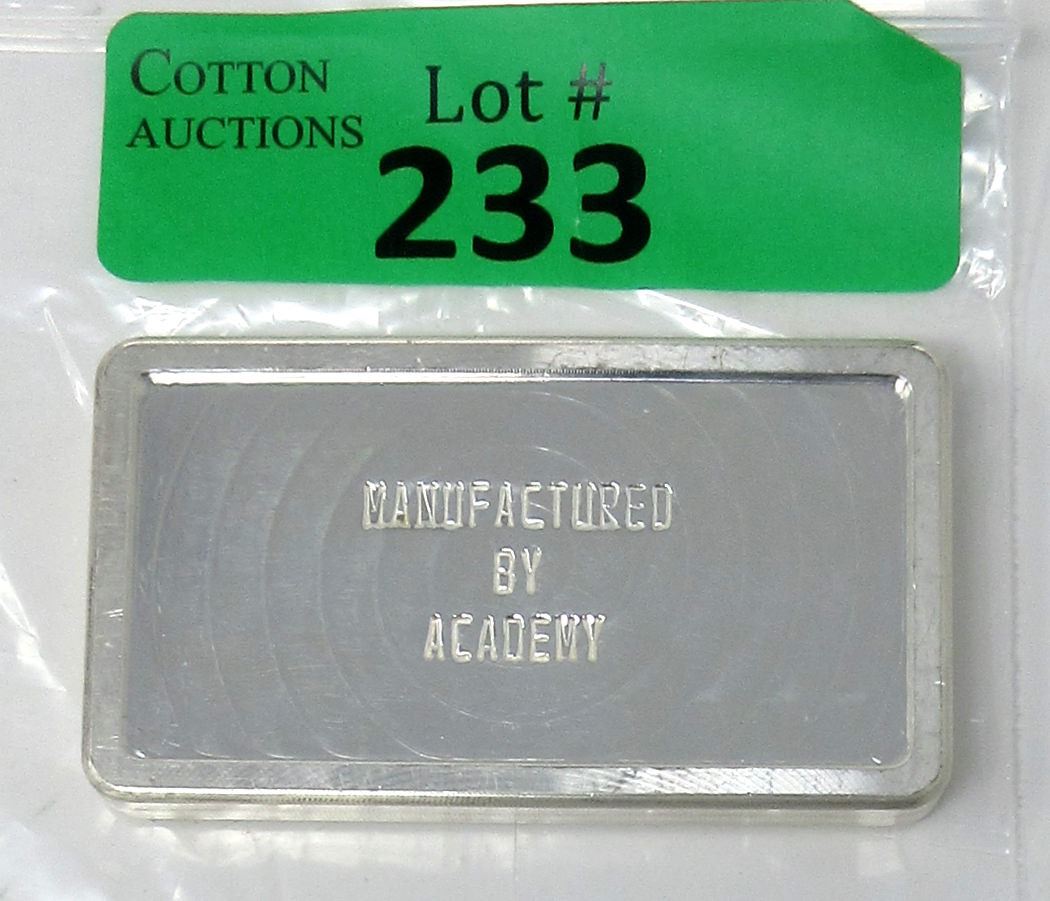 COTTON
AUCTIONS
Lot #
233
MANUFACTURED
BY
ACADEMY